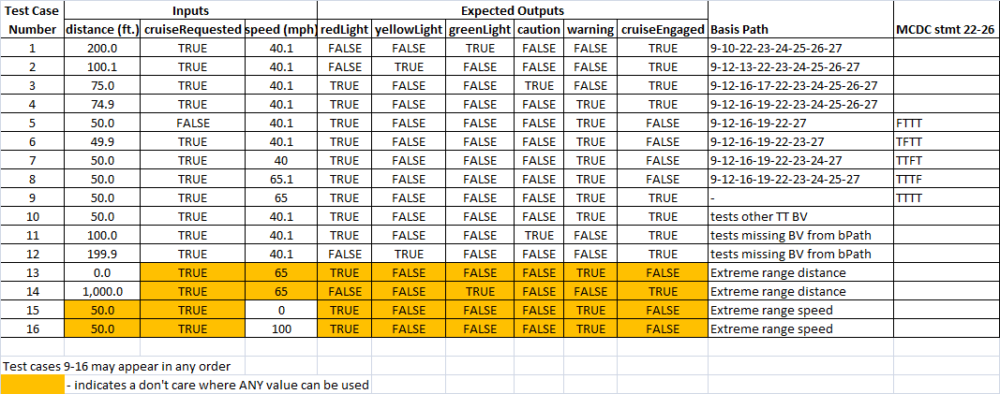 Test Case Inputs Expected Outputs
Number distance (ft.) cruiseRequested speed (mph) redLight yellowLight greenLight caution warning cruiseEngaged Basis Path MCDC stmt 22-26
1 200.0 TRUE 40.1 FALSE FALSE TRUE FALSE FALSE TRUE 9-10-22-23-24-25-26-27
2 100.1 TRUE 40.1 FALSE TRUE FALSE FALSE FALSE TRUE 9-12-13-22-23-24-25-26-27
3 75.0 TRUE 40.1 TRUE FALSE FALSE TRUE FALSE TRUE 9-12-16-17-22-23-24-25-26-27
4 74.9 TRUE 40.1 TRUE FALSE FALSE FALSE TRUE TRUE 9-12-16-19-22-23-24-25-26-27
5 50.0 FALSE 40.1 TRUE FALSE FALSE FALSE TRUE FALSE 9-12-16-19-22-27 FTTT
6 49.9 TRUE 40.1 TRUE FALSE FALSE FALSE TRUE FALSE 9-12-16-19-22-23-27 TFTT
7 50.0 TRUE 40 TRUE FALSE FALSE FALSE TRUE FALSE 9-12-16-19-22-23-24-27 TTFT
8 50.0 TRUE 65.1 TRUE FALSE FALSE FALSE TRUE FALSE 9-12-16-19-22-23-24-25-27 TTTF
9 50.0 TRUE 65 TRUE FALSE FALSE FALSE TRUE TRUE - TTTT
10 50.0 TRUE 40.1 TRUE FALSE FALSE FALSE TRUE TRUE tests other TT BV
11 100.0 TRUE 40.1 TRUE FALSE FALSE TRUE FALSE TRUE tests missing BV from bPath
12 199.9 TRUE 40.1 FALSE TRUE FALSE FALSE FALSE TRUE tests missing BV from bPath
13 0.0 TRUE 65 TRUE FALSE FALSE FALSE TRUE FALSE Extreme range distance
14 1,000.0 TRUE 65 FALSE FALSE TRUE FALSE FALSE TRUE Extreme range distance
15 50.0 TRUE 0 TRUE FALSE FALSE FALSE TRUE FALSE Extreme range speed
16 50.0 TRUE 100 TRUE FALSE FALSE FALSE TRUE FALSE Extreme range speed
Test cases 9-16 may appear in any order
- indicates a don't care where ANY value can be used